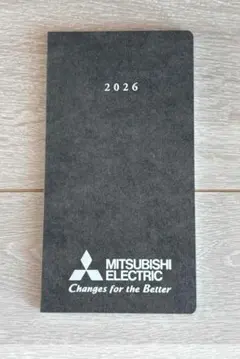 2026
MITSUBISHI
ELECTRIC
Changes for the Better